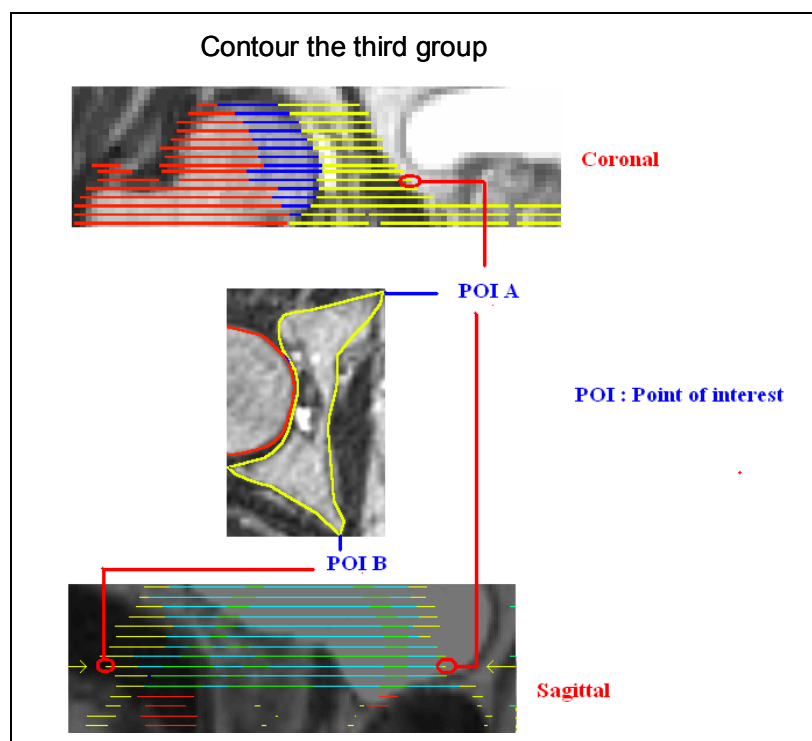 Contour the third group
Coronal
POI A
POI : Point of interest
POI B
Sagittal